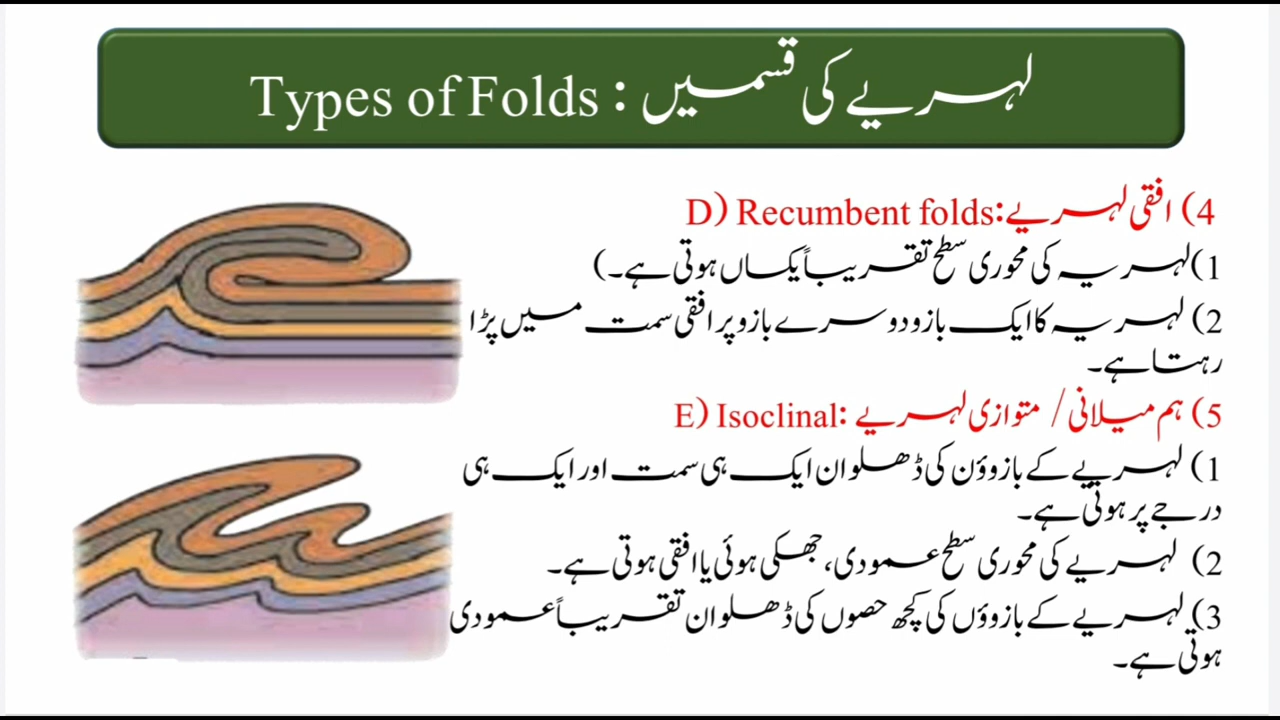 لہریے کی قسمیں : Types of Folds
4) افقی لہریے:D) Recumbent folds
1)لہریہ کی محوری سطح تقریباً یکساں ہوتی ہے۔)
2) لہریہ کا ایک بازو دوسرے بازو پر افقی سمت میں پڑا
رہتا ہے۔
5) ہم میلانی/ متوازی لہریے :E) Isoclinal
1) لہریے کے بازوؤن کی ڈھلوان ایک ہی سمت اور ایک ہی
درجے پر ہوتی ہے۔
2) لہریے کی محوری سطح عمودی، جھکی ہوئی یا افقی ہوتی ہے۔
3) لہریے کے بازوؤں کی کچھ حصوں کی ڈھلوان تقریباً عمودی
ہوتی ہے۔